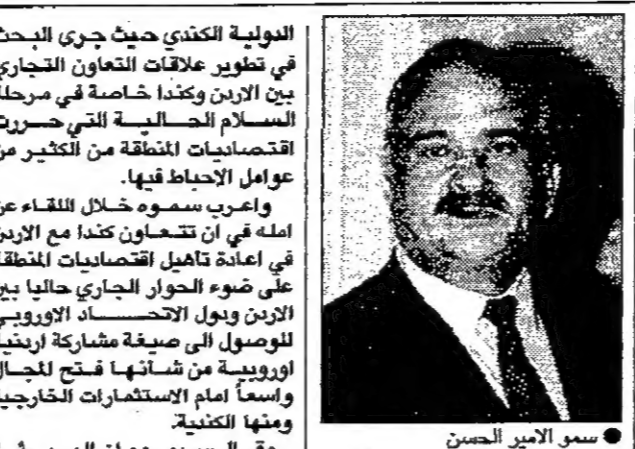 الدولية الكندي حيث جرى البحث
في تطوير علاقات التعاون التجاري
بين الاردن وكندا خاصة في مرحلة
السلام الحالية التي حررت
اقتصاديات المنطقة من الكثير من
عوامل الاحباط فيها.
واعرب سموه خلال اللقاء عن
امله في ان تتعاون كندا مع الاردن
في اعادة تاهيل اقتصاديات المنطقة
على ضوء الحوار الجاري حاليا بين
الاردن ودول الاتحاد الاوروبي
للوصول الى صيغة مشاركة اردنية
اوروبية من شانها فتح المجال
واسعاً امام الاستثمارات الخارجية
ومنها الكندية.
● سمو الامير الحسن